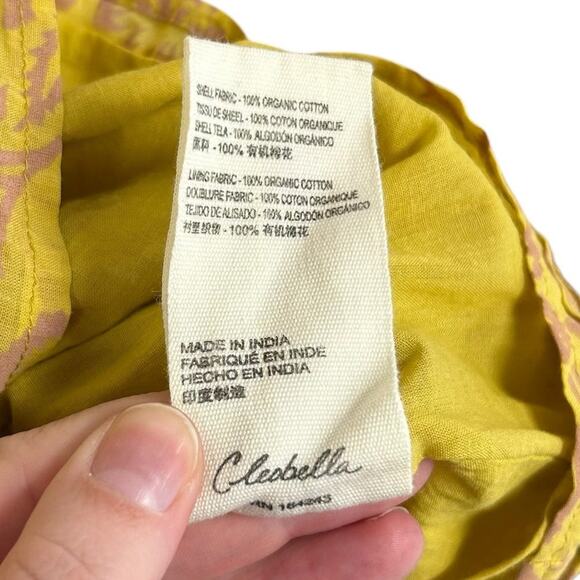 SHELL FABRIC - 100% ORGANIC COTTON
TISSU DE SHEEL - 100% COTON ORGANIQUE
SHELL TELA - 100% ALGODÓN ORGÁNICO
面料 - 100% 有机棉花
LINING FABRIC - 100% ORGANIC COTTON
DOUBLURE FABRIC - 100% COTON ORGANIQUE
TEJIDO DE ALISADO - 100% ALGODÓN ORGÁNICO
衬里织物 - 100% 有机棉花
MADE IN INDIA
FABRIQUÉ EN INDE
HECHO EN INDIA
印度制造
Cleobella
164243